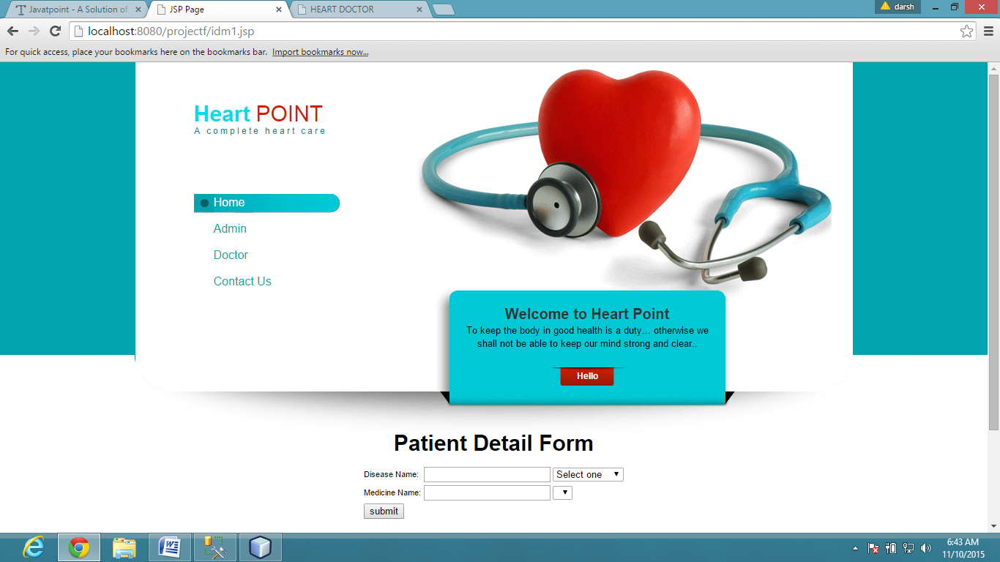 Javatpoint - A Solution of
JSP Page
HEART DOCTOR
darsh
localhost:8080/projectf/idm1.jsp
For quick access, place your bookmarks here on the bookmarks bar. Import bookmarks now...
Heart POINT
A complete heart care
Home
Admin
Doctor
Contact Us
Welcome to Heart Point
To keep the body in good health is a duty... otherwise we
shall not be able to keep our mind strong and clear..
Hello
Patient Detail Form
Disease Name: Select one
Medicine Name:
submit
6:43 AM
11/10/2015